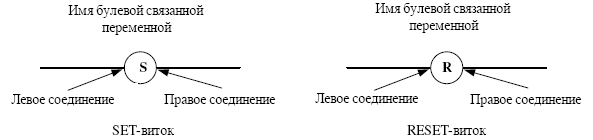 Имя булевой связанной
переменной
S
Левое соединение
Правое соединение
SET-виток
Имя булевой связанной
переменной
R
Левое соединение
Правое соединение
RESET-виток